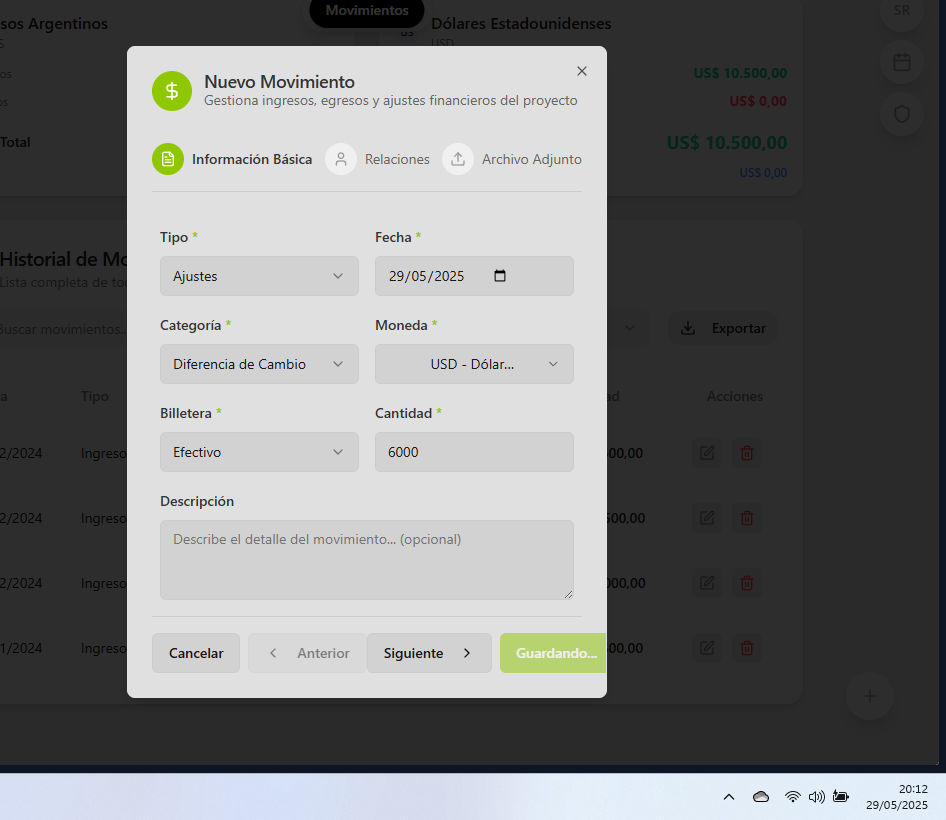 Movimientos
sos Argentinos
Dólares Estadounidenses
SR
USD
US$ 10.500,00
US$ 0,00
Total
US$ 10.500,00
US$ 0,00
Nuevo Movimiento
Gestiona ingresos, egresos y ajustes financieros del proyecto
Información Básica
Relaciones
Archivo Adjunto
Tipo *
Fecha *
Ajustes
29/05/2025
Categoría *
Moneda *
Diferencia de Cambio
USD - Dólar...
Billetera *
Cantidad *
Efectivo
6000
Descripción
Describe el detalle del movimiento... (opcional)
Cancelar
Anterior
Siguiente
Guardando...
Historial de Mo
Lista completa de to
Buscar movimientos...
Exportar
a
Tipo
ad
Acciones
2/2024
Ingreso
00,00
2/2024
Ingreso
500,00
2/2024
Ingreso
000,00
1/2024
Ingreso
00,00
20:12
29/05/2025